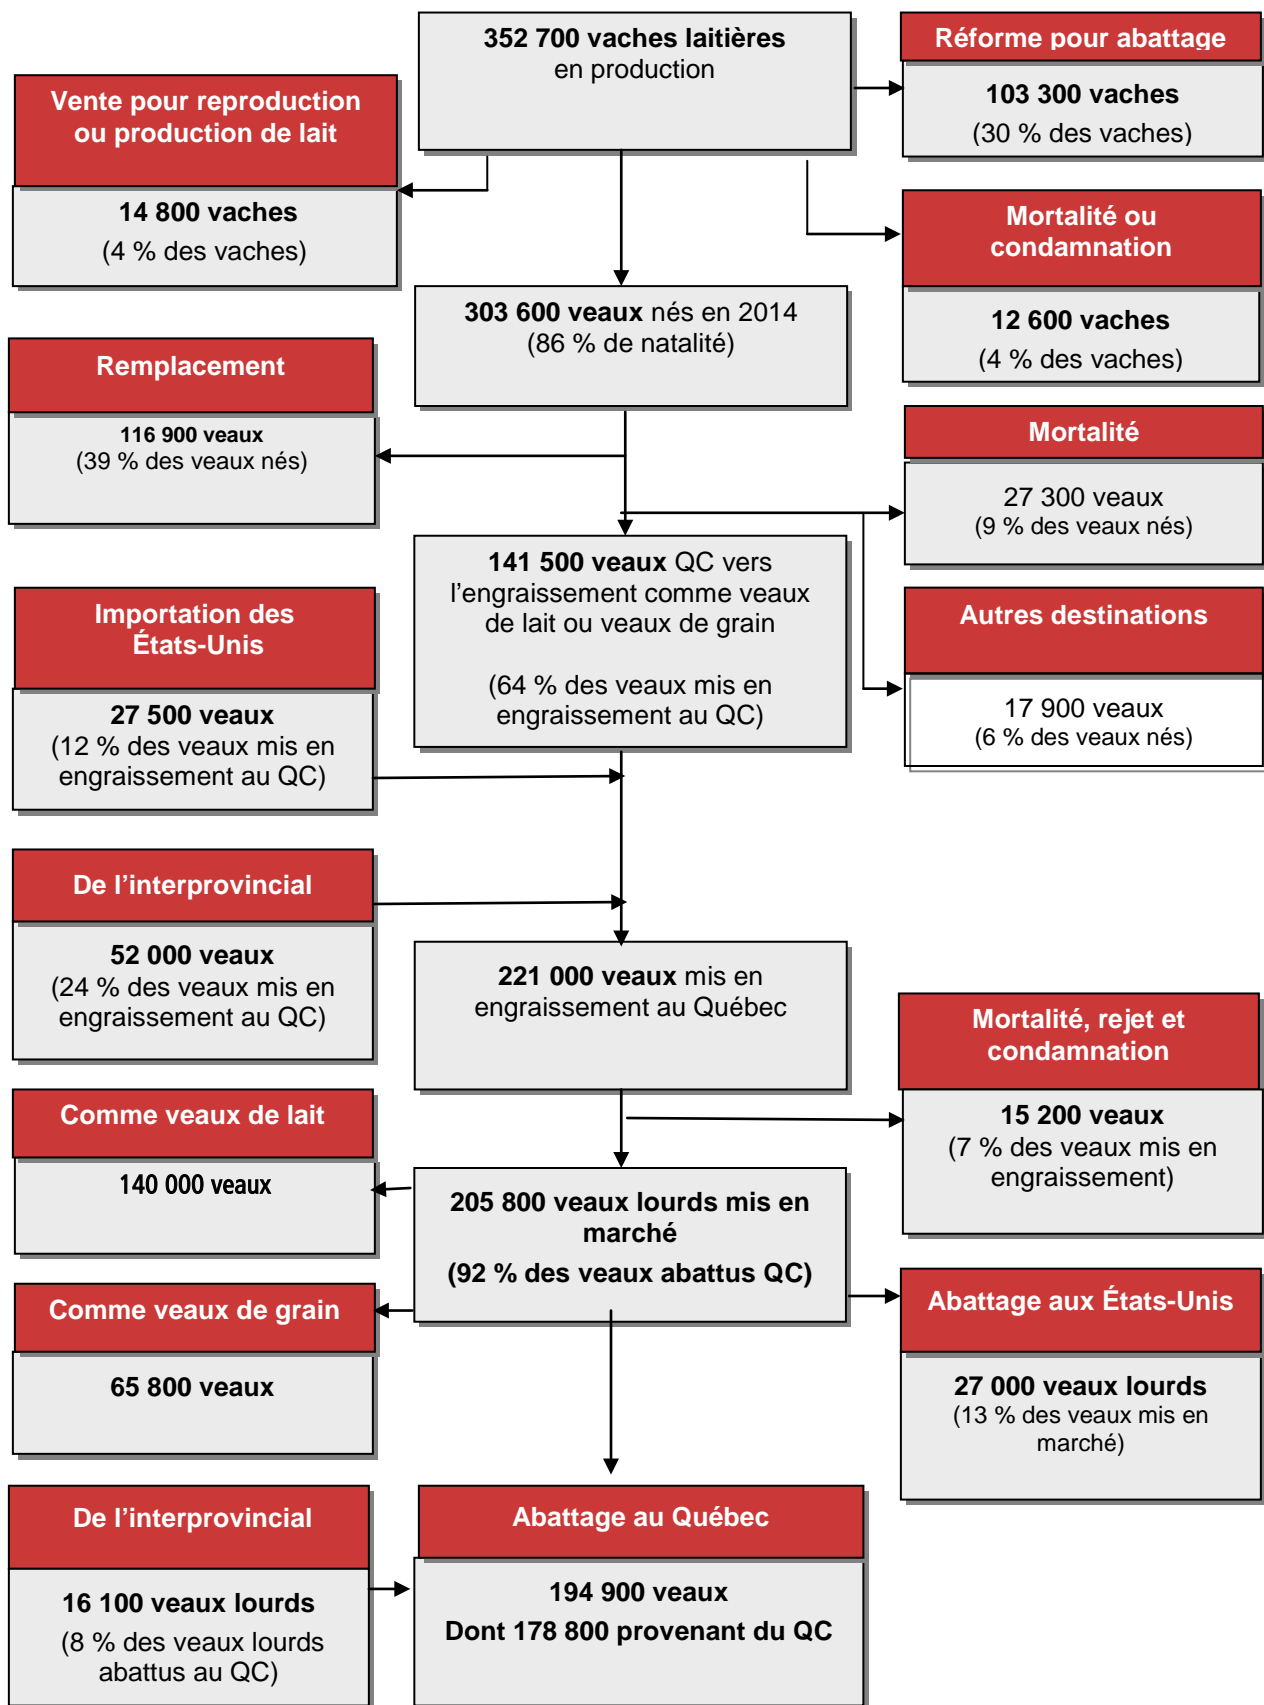 352 700 vaches laitières
en production
Réforme pour abattage
103 300 vaches
(30 % des vaches)
Vente pour reproduction
ou production de lait
14 800 vaches
(4 % des vaches)
Mortalité ou
condamnation
12 600 vaches
(4 % des vaches)
303 600 veaux nés en 2014
(86 % de natalité)
Remplacement
116 900 veaux
(39 % des veaux nés)
Mortalité
27 300 veaux
(9 % des veaux nés)
141 500 veaux QC vers
l’engraissement comme veaux
de lait ou veaux de grain
(64 % des veaux mis en
engraissement au QC)
Autres destinations
17 900 veaux
(6 % des veaux nés)
Importation des
États-Unis
27 500 veaux
(12 % des veaux mis en
engraissement au QC)
De l’interprovincial
52 000 veaux
(24 % des veaux mis en
engraissement au QC)
221 000 veaux mis en
engraissement au Québec
Mortalité, rejet et
condamnation
15 200 veaux
(7 % des veaux mis en
engraissement)
Comme veaux de lait
140 000 veaux
205 800 veaux lourds mis en
marché
(92 % des veaux abattus QC)
Comme veaux de grain
65 800 veaux
Abattage aux États-Unis
27 000 veaux lourds
(13 % des veaux mis en
marché)
De l’interprovincial
16 100 veaux lourds
(8 % des veaux lourds
abattus au QC)
Abattage au Québec
194 900 veaux
Dont 178 800 provenant du QC